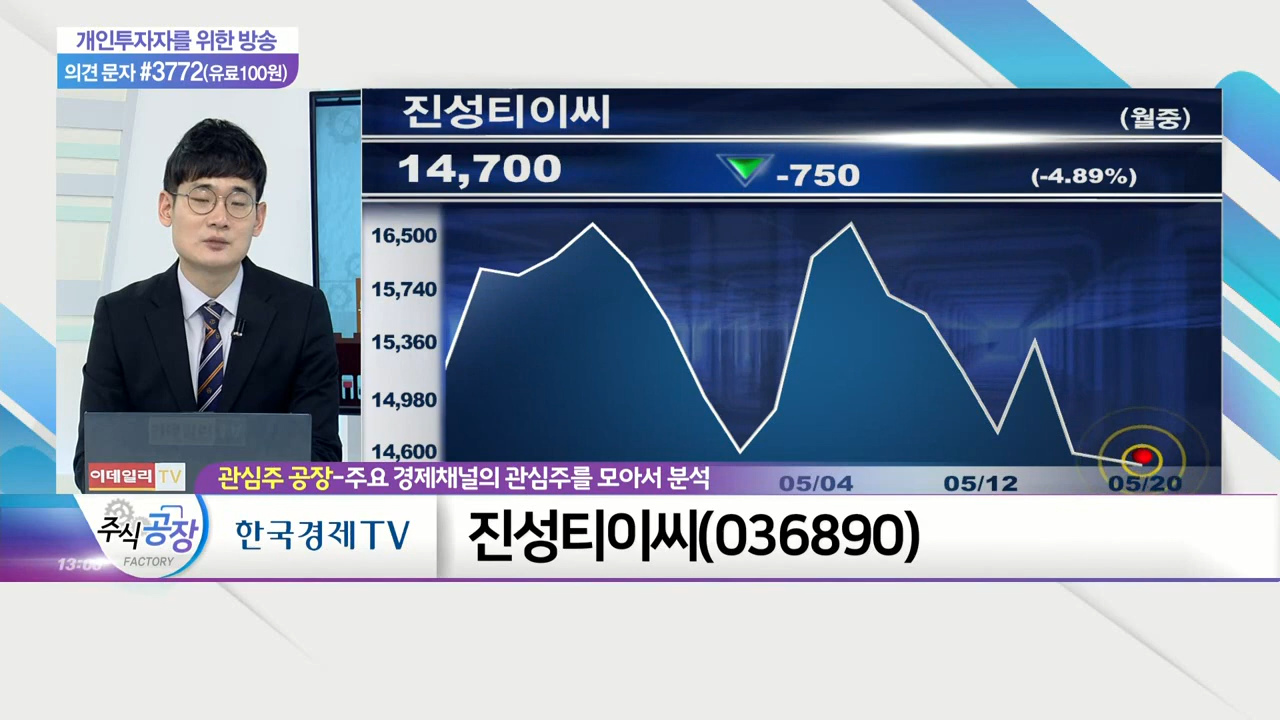 개인투자자를 위한 방송
의견 문자 #3772(유료100원)
진성티이씨
(월중)
14,700
-750
(-4.89%)
16,500
15,740
15,360
14,980
14,600
05/04
05/12
05/20
이데일리 TV
관심주 공장-주요 경제채널의 관심주를 모아서 분석
주식공장
FACTORY
한국경제TV
진성티이씨(036890)